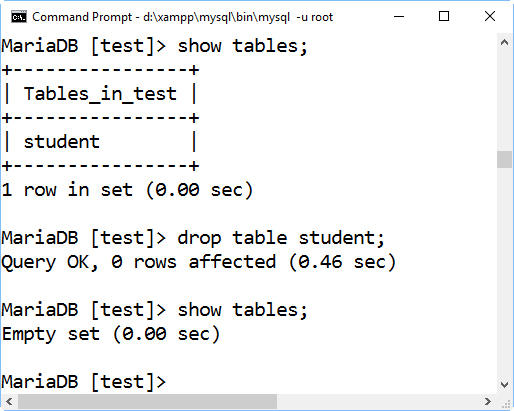 Command Prompt - d:\xampp\mysql\bin\mysql  -u root
MariaDB [test]> show tables;
+----------------+
| Tables_in_test |
+----------------+
| student        |
+----------------+
1 row in set (0.00 sec)
MariaDB [test]> drop table student;
Query OK, 0 rows affected (0.46 sec)
MariaDB [test]> show tables;
Empty set (0.00 sec)
MariaDB [test]>